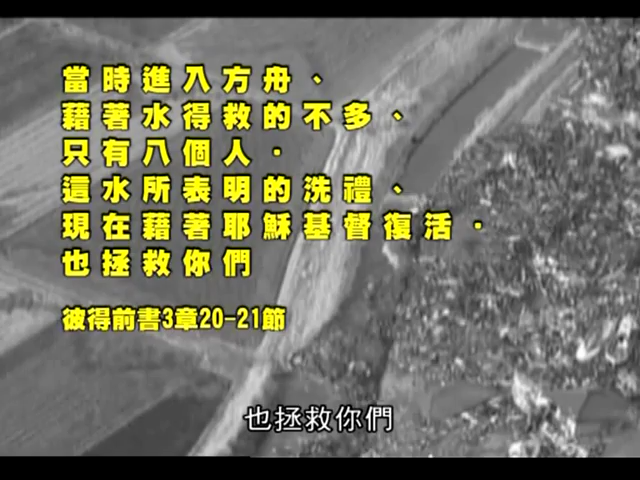 當時進入方舟、
藉著水得救的不多、
只有八個人．
這水所表明的洗禮、
現在藉著耶穌基督復活．
也拯救你們
彼得前書3章20-21節
也拯救你們